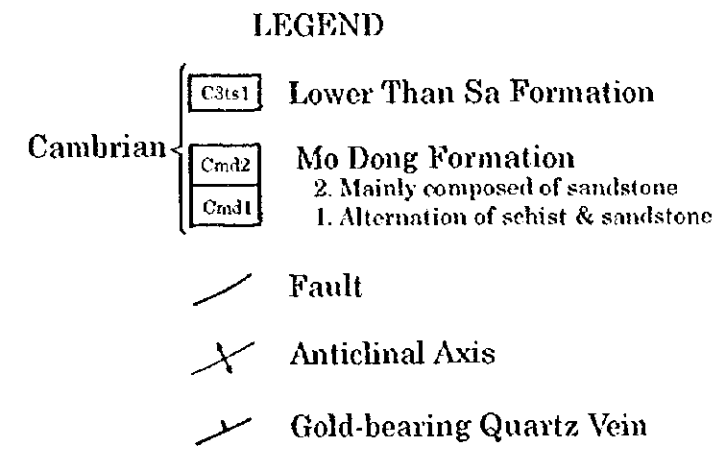 LEGEND
C3ts1 Lower Than Sa Formation
Cambrian
Cmd2 Mo Dong Formation
2. Mainly composed of sandstone
Cmd1 1. Alternation of schist & sandstone
Fault
Anticlinal Axis
Gold-bearing Quartz Vein